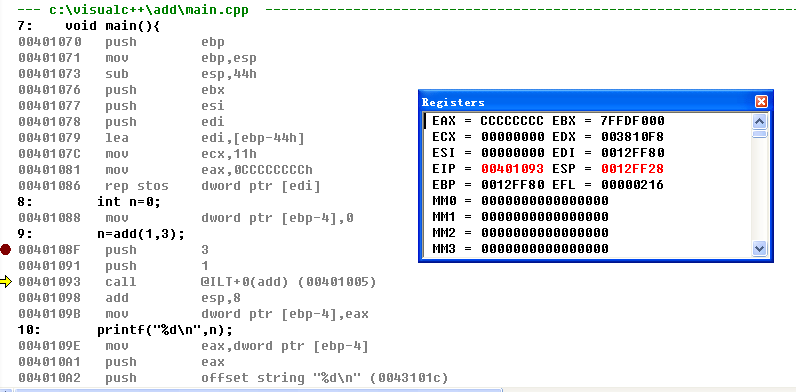 --- c:\visualc++\add\main.cpp ---
7: void main(){
00401070 push ebp
00401071 mov ebp,esp
00401073 sub esp,44h
00401076 push ebx
00401077 push esi
00401078 push edi
00401079 lea edi,[ebp-44h]
0040107C mov ecx,11h
00401081 mov eax,0CCCCCCCCh
00401086 rep stos dword ptr [edi]
8: int n=0;
00401088 mov dword ptr [ebp-4],0
9: n=add(1,3);
0040108F push 3
00401091 push 1
00401093 call @ILT+0(add) (00401005)
00401098 add esp,8
0040109B mov dword ptr [ebp-4],eax
10: printf("%d\n",n);
0040109E mov eax,dword ptr [ebp-4]
004010A1 push eax
004010A2 push offset string "%d\n" (0043101c)
Registers
EAX = CCCCCCCC EBX = 7FFDF000
ECX = 00000000 EDX = 003810F8
ESI = 00000000 EDI = 0012FF80
EIP = 00401093 ESP = 0012FF28
EBP = 0012FF80 EFL = 00000216
MM0 = 0000000000000000
MM1 = 0000000000000000
MM2 = 0000000000000000
MM3 = 0000000000000000